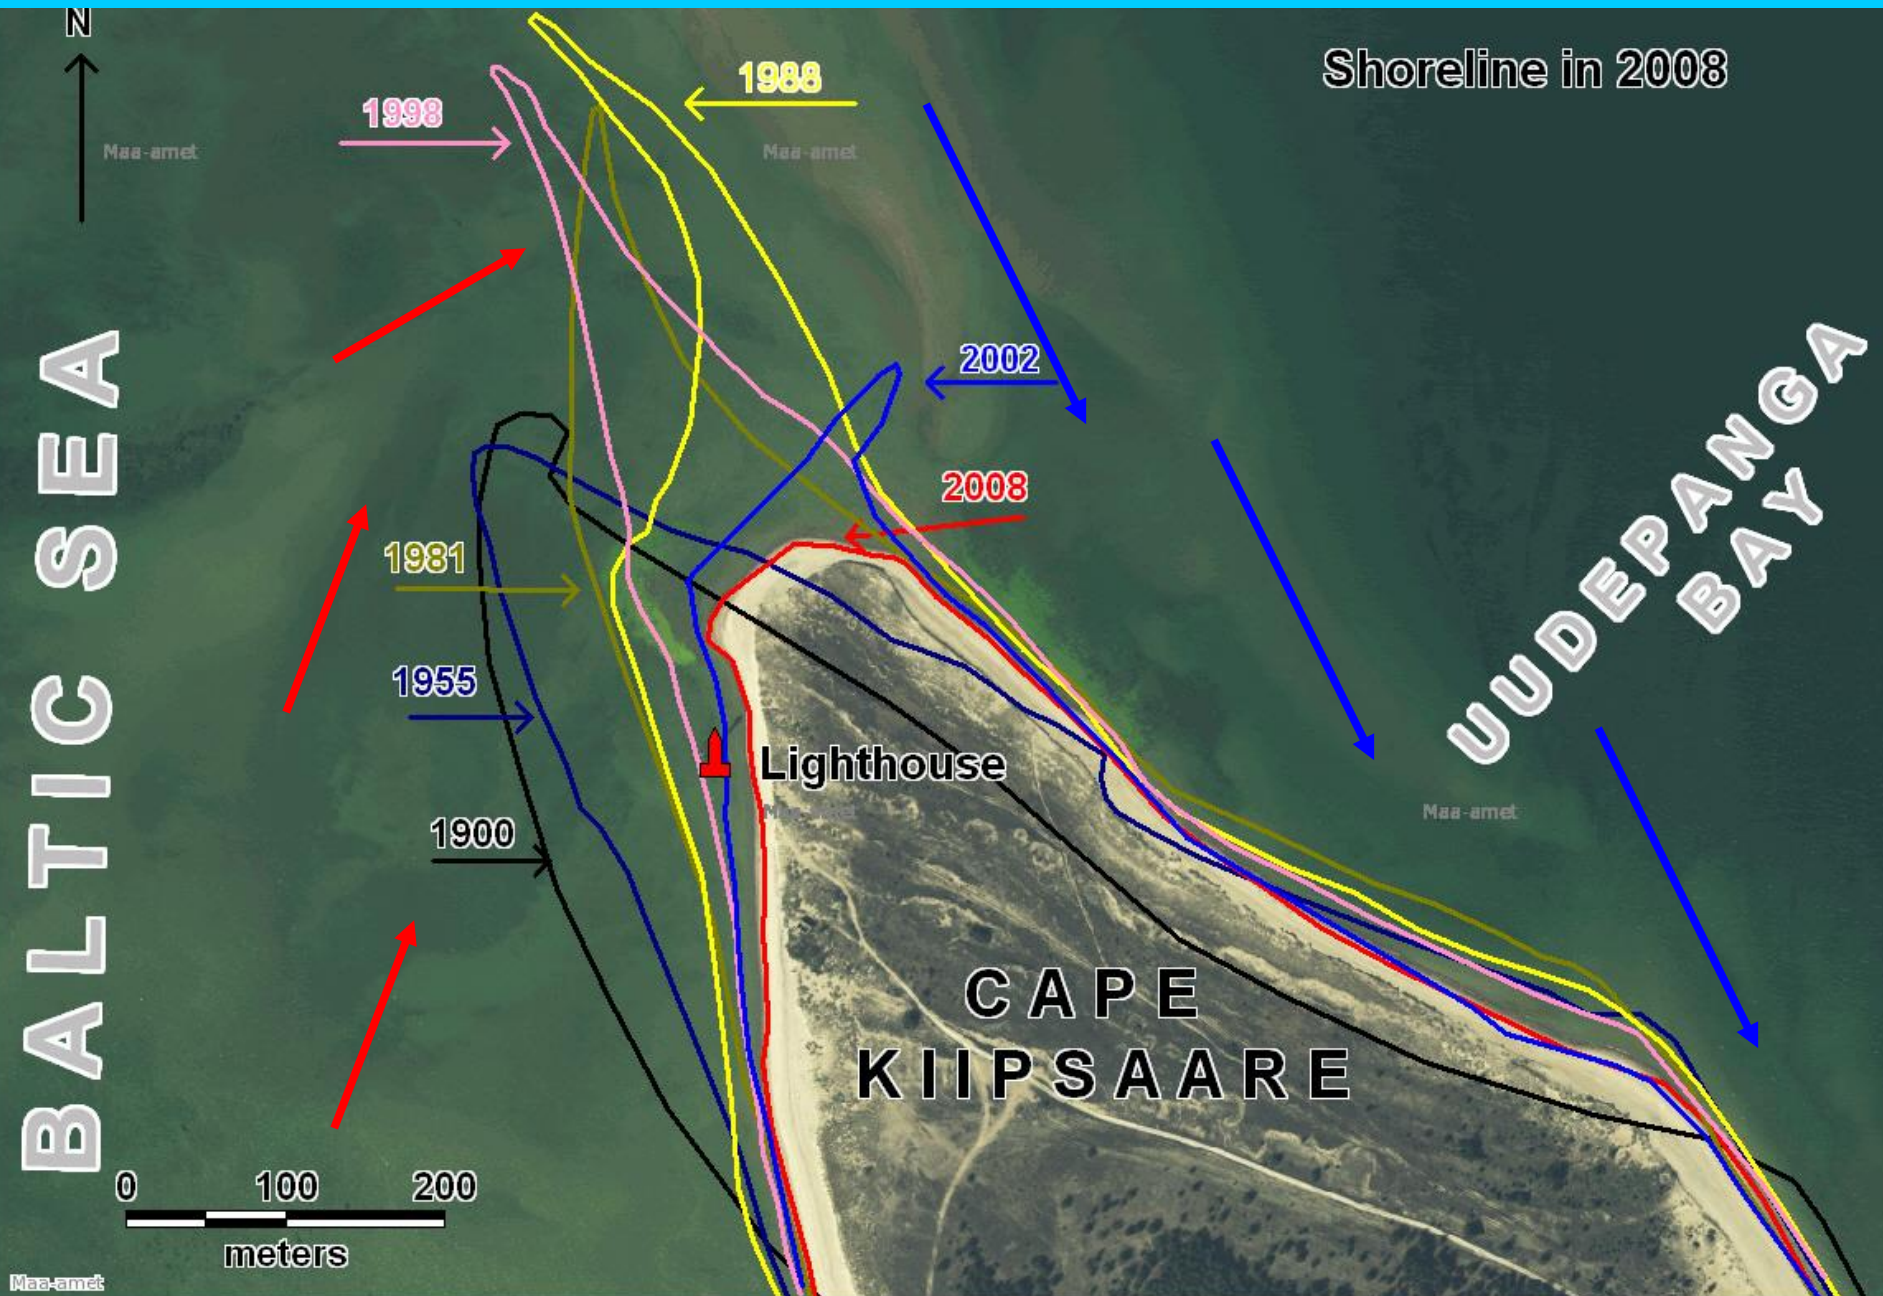 N
Shoreline in 2008
1988
1998
Maa-amet
Maa-amet
2002
2008
1981
1955
1900
BALTIC SEA
UUDEPANGA
BAY
Lighthouse
Maa-amet
CAPE
KIIPSAARE
0 100 200
meters
Maa-amet